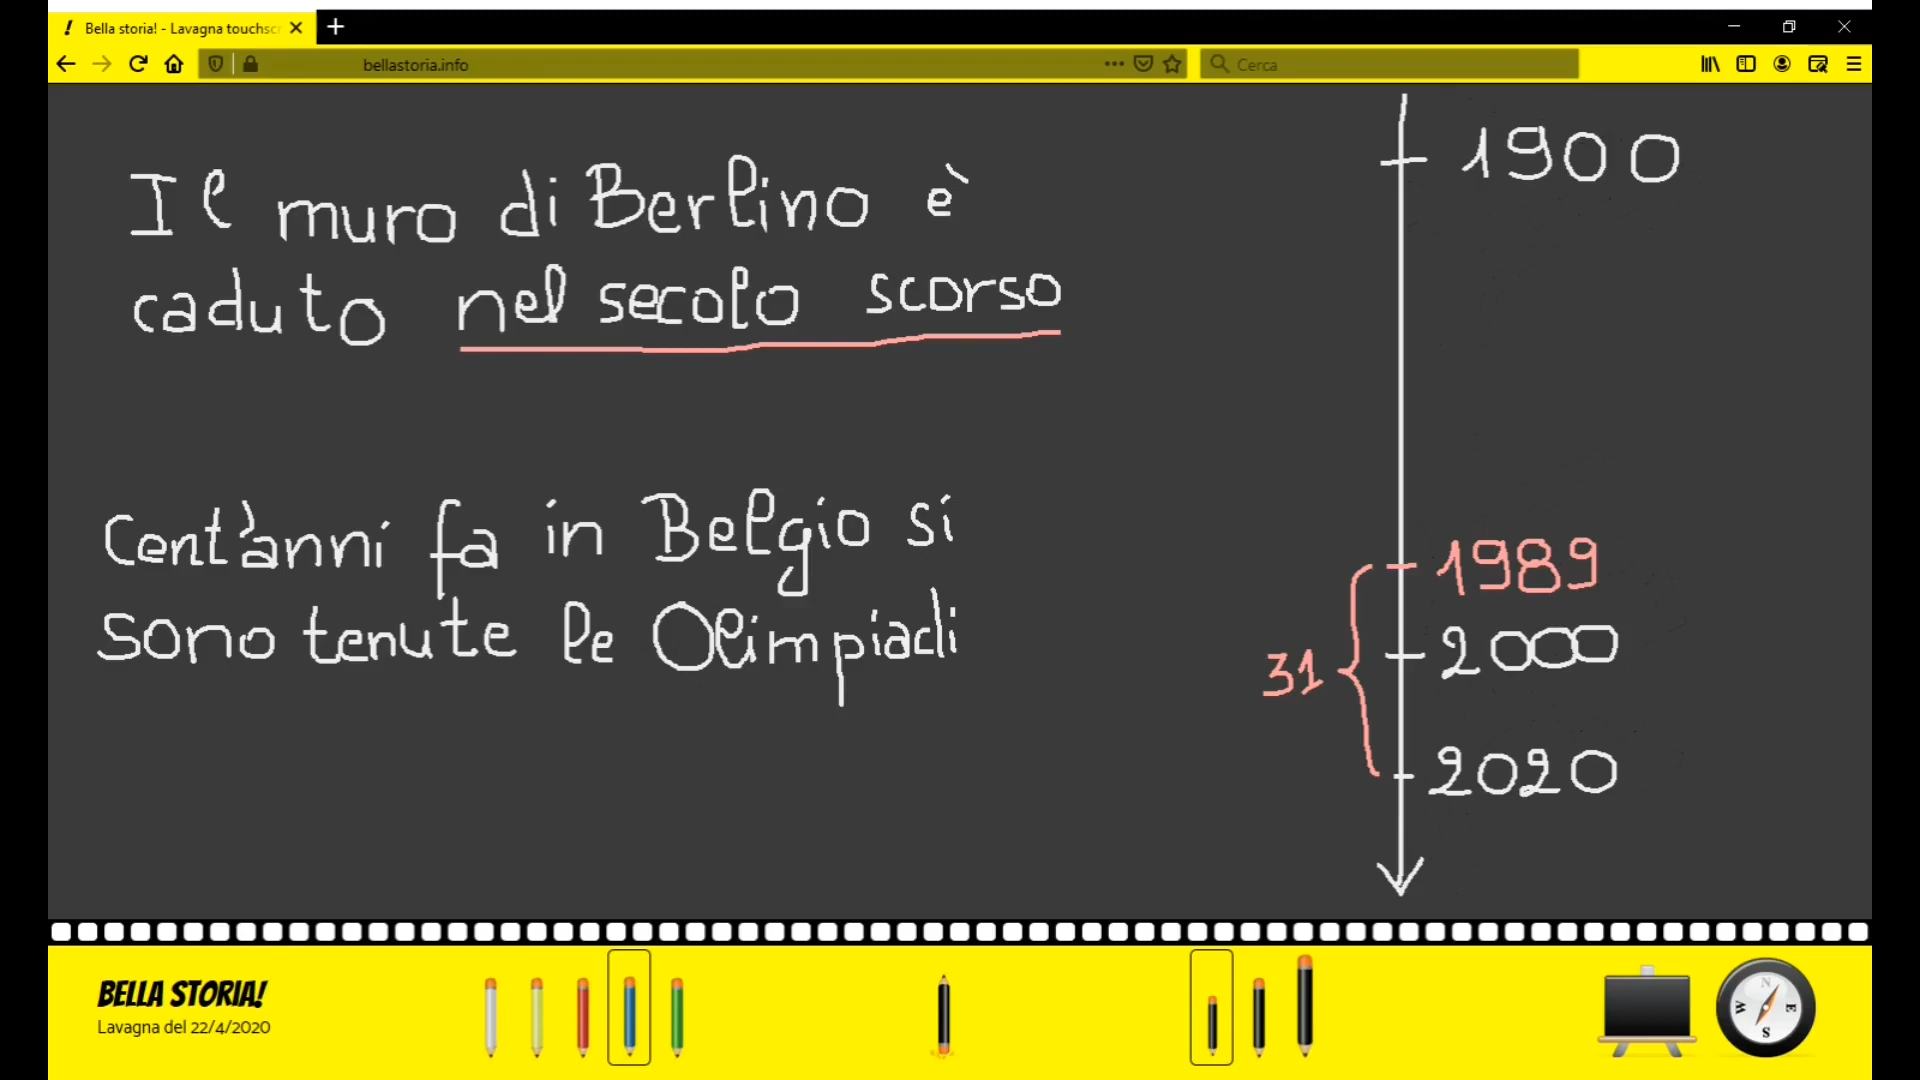 Bella storia! - Lavagna touchscr
bellastoria.info
Cerca
Il muro di Berlino è
caduto nel secolo scorso
Cent'anni fa in Belgio si
sono tenute le Olimpiadi
1900
1989
2000
31
2020
BELLA STORIA!
Lavagna del 22/4/2020
N
W
E
S